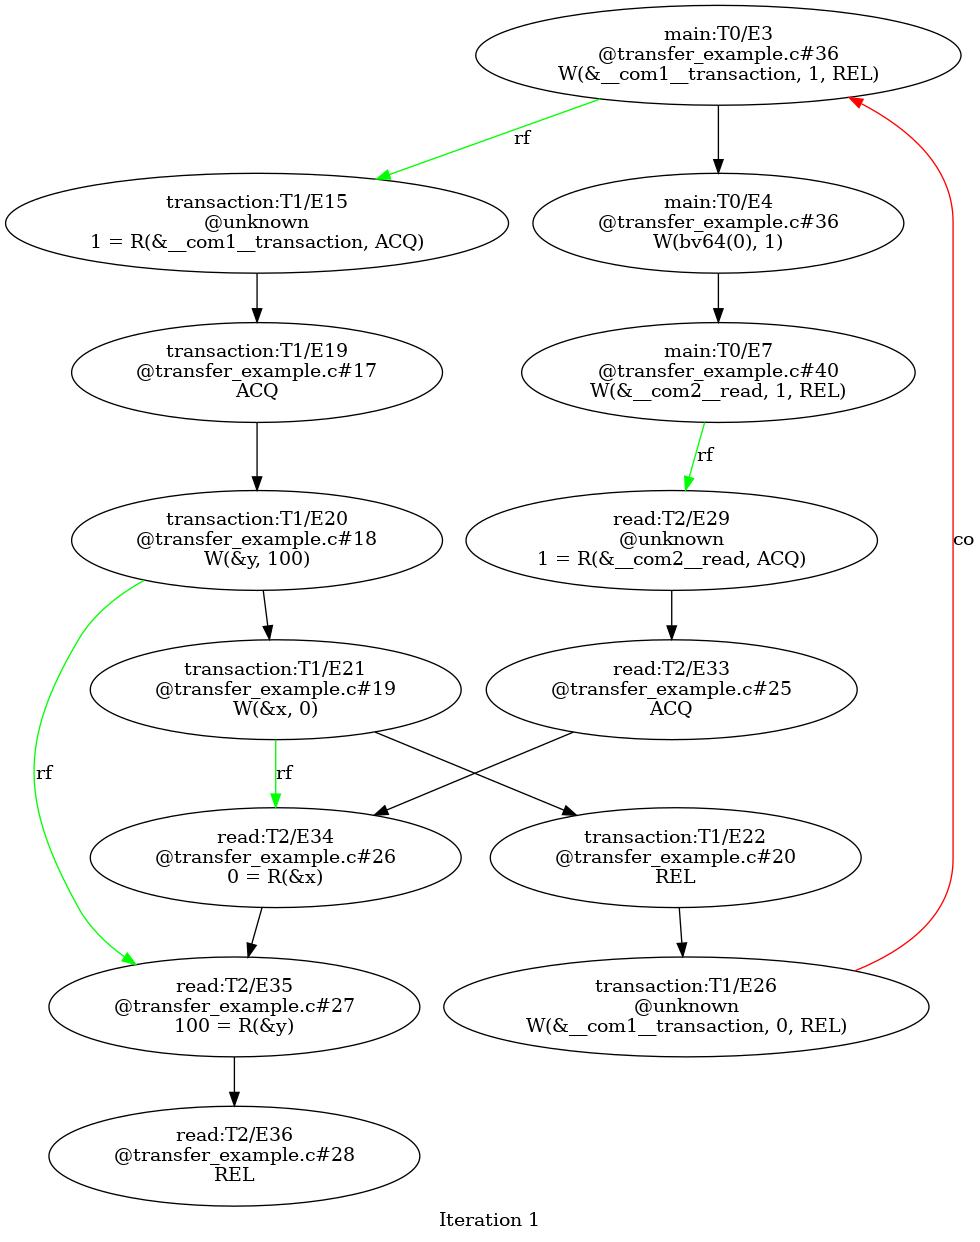 main:T0/E3
@transfer_example.c#36
W(&__com1__transaction, 1, REL)
rf
transaction:T1/E15
@unknown
1 = R(&__com1__transaction, ACQ)
main:T0/E4
@transfer_example.c#36
W(bv64(0), 1)
transaction:T1/E19
@transfer_example.c#17
ACQ
main:T0/E7
@transfer_example.c#40
W(&__com2__read, 1, REL)
rf
transaction:T1/E20
@transfer_example.c#18
W(&y, 100)
read:T2/E29
@unknown
1 = R(&__com2__read, ACQ)
co
transaction:T1/E21
@transfer_example.c#19
W(&x, 0)
read:T2/E33
@transfer_example.c#25
ACQ
rf
rf
read:T2/E34
@transfer_example.c#26
0 = R(&x)
transaction:T1/E22
@transfer_example.c#20
REL
read:T2/E35
@transfer_example.c#27
100 = R(&y)
transaction:T1/E26
@unknown
W(&__com1__transaction, 0, REL)
read:T2/E36
@transfer_example.c#28
REL
Iteration 1